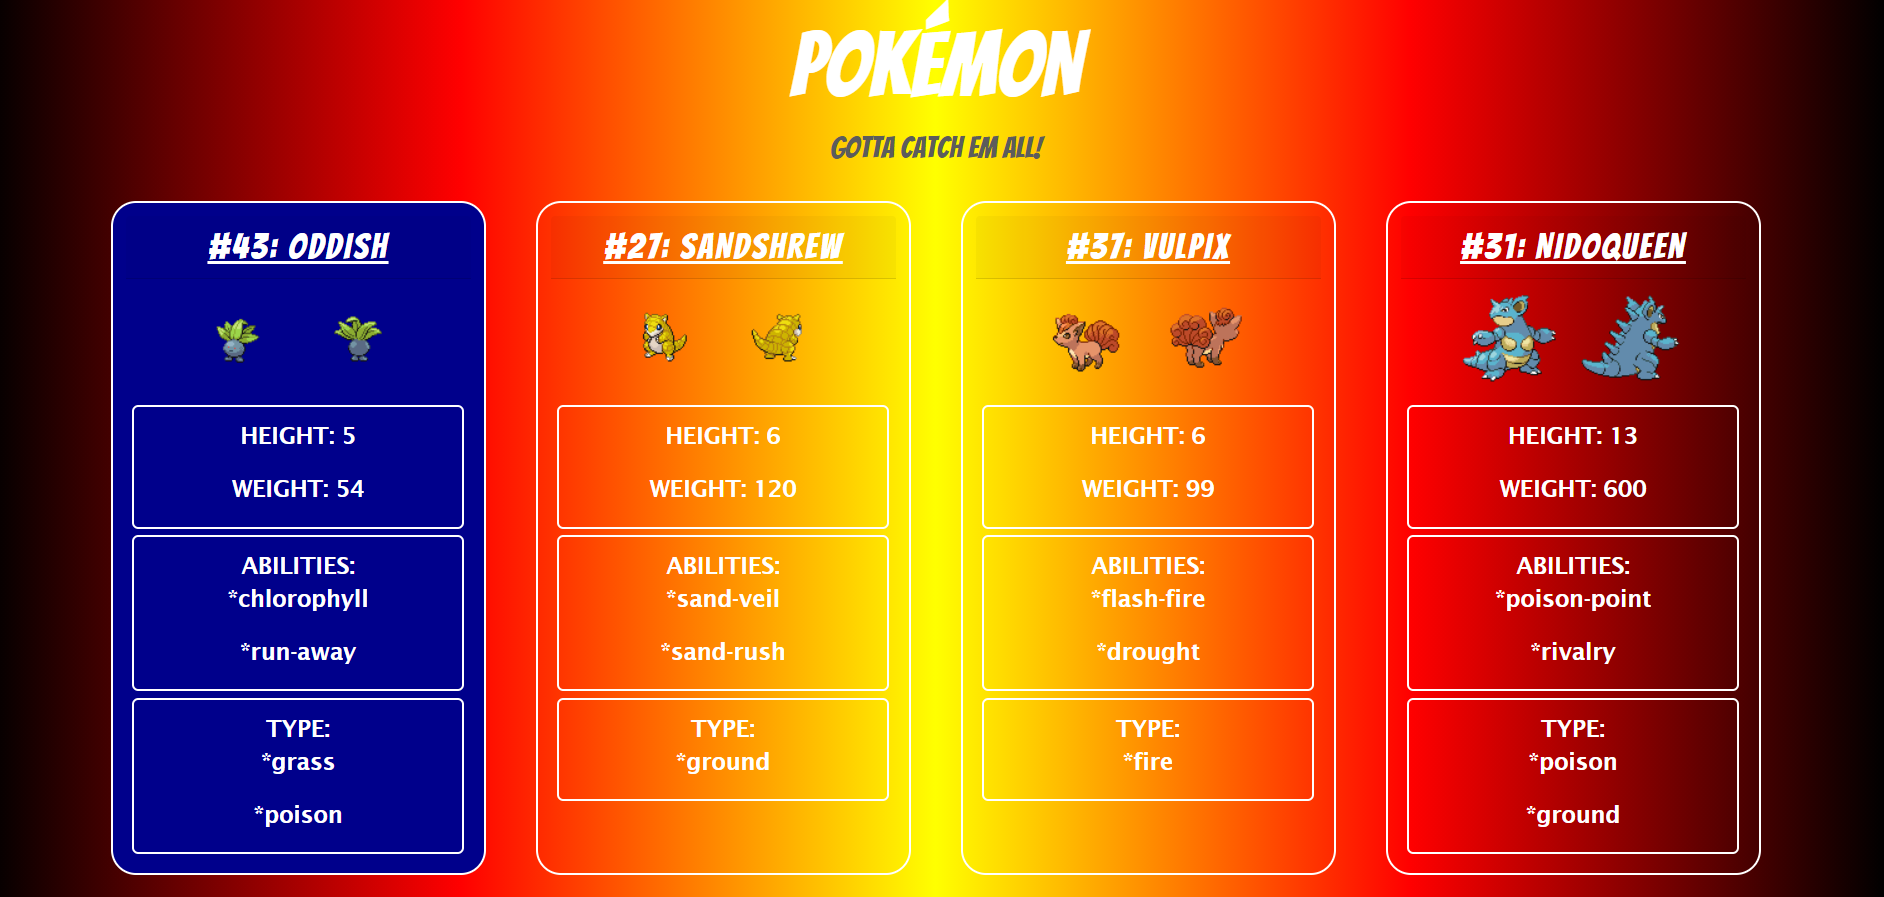 POKÉMON
GOTTA CATCH EM ALL!
#43: ODDISH
HEIGHT: 5
WEIGHT: 54
ABILITIES:
*chlorophyll
*run-away
TYPE:
*grass
*poison
#27: SANDSHREW
HEIGHT: 6
WEIGHT: 120
ABILITIES:
*sand-veil
*sand-rush
TYPE:
*ground
#37: VULPIX
HEIGHT: 6
WEIGHT: 99
ABILITIES:
*flash-fire
*drought
TYPE:
*fire
#31: NIDOQUEEN
HEIGHT: 13
WEIGHT: 600
ABILITIES:
*poison-point
*rivalry
TYPE:
*poison
*ground